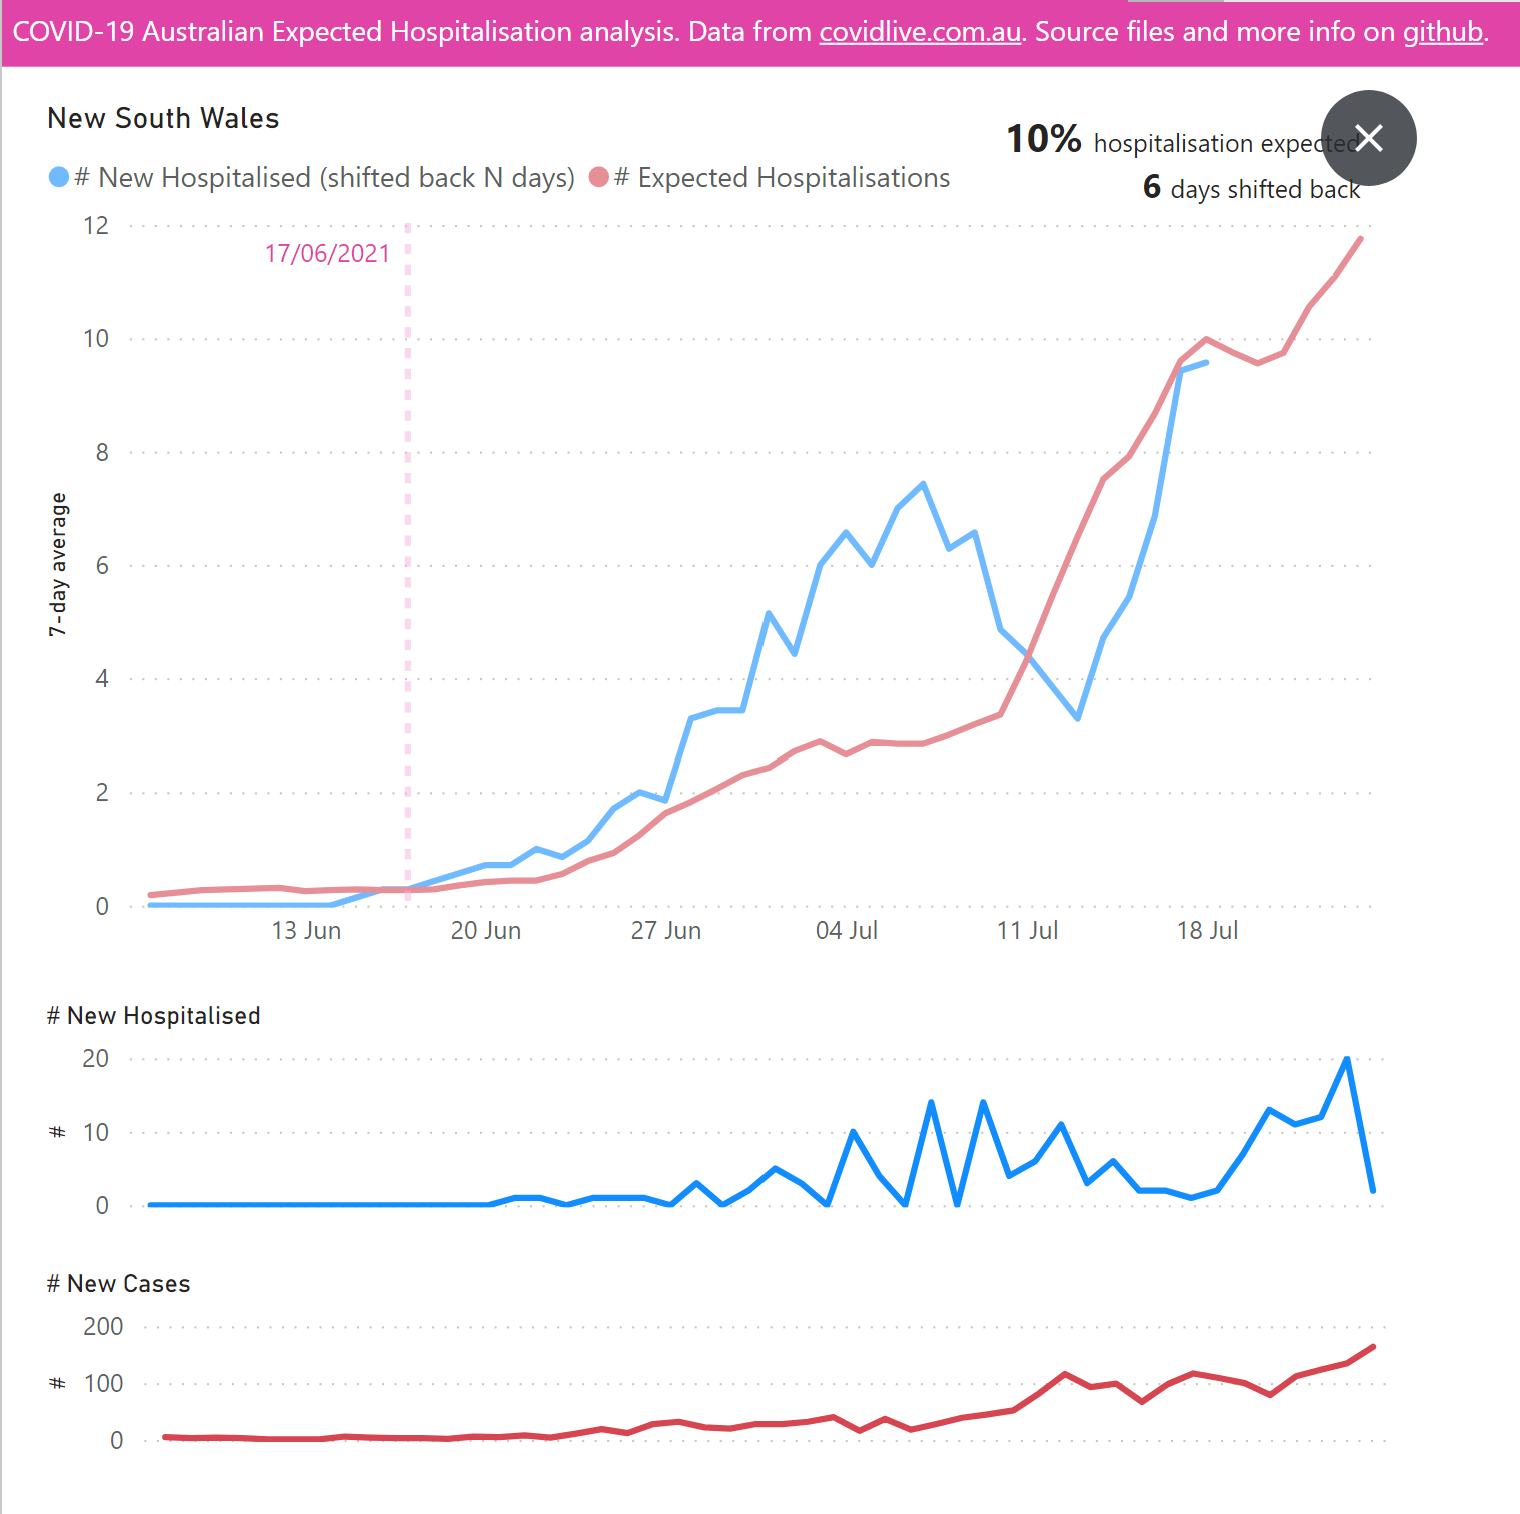 COVID-19 Australian Expected Hospitalisation analysis. Data from covidlive.com.au. Source files and more info on github.
New South Wales
10% hospitalisation expected
# New Hospitalised (shifted back N days) # Expected Hospitalisations
6 days shifted back
12
17/06/2021
10
8
7-day average
6
4
2
0
13 Jun 20 Jun 27 Jun 04 Jul 11 Jul 18 Jul
# New Hospitalised
20
# 10
0
# New Cases
200
# 100
0